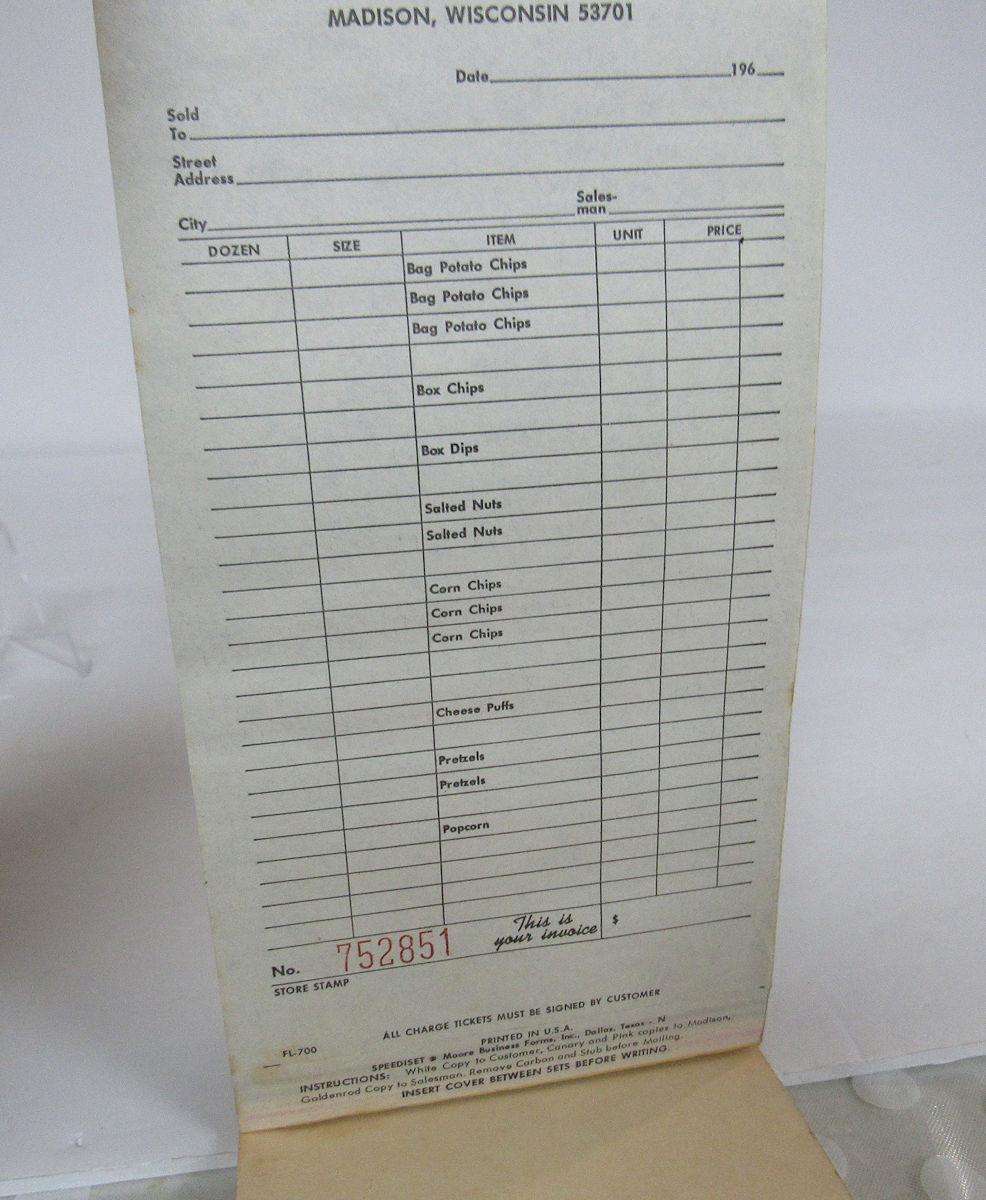 MADISON, WISCONSIN 53701
Date 196
Sold
To
Street
Address
City Sales-
man
DOZEN SIZE ITEM UNIT PRICE
Bag Potato Chips
Bag Potato Chips
Bag Potato Chips
Box Chips
Box Dips
Salted Nuts
Salted Nuts
Corn Chips
Corn Chips
Corn Chips
Cheese Puffs
Pretzels
Pretzels
Popcorn
This is
your invoice $
No. 752851
STORE STAMP
ALL CHARGE TICKETS MUST BE SIGNED BY CUSTOMER
FL-700 PRINTED IN U.S.A.
SPEEDISET ® Moore Business Forms, Inc., Dallas, Texas - N
INSTRUCTIONS: White Copy to Customer, Canary and Pink copies to Madison,
Goldenrod Copy to Salesman. Remove Carbon and Stub before Mailing.
INSERT COVER BETWEEN SETS BEFORE WRITING.